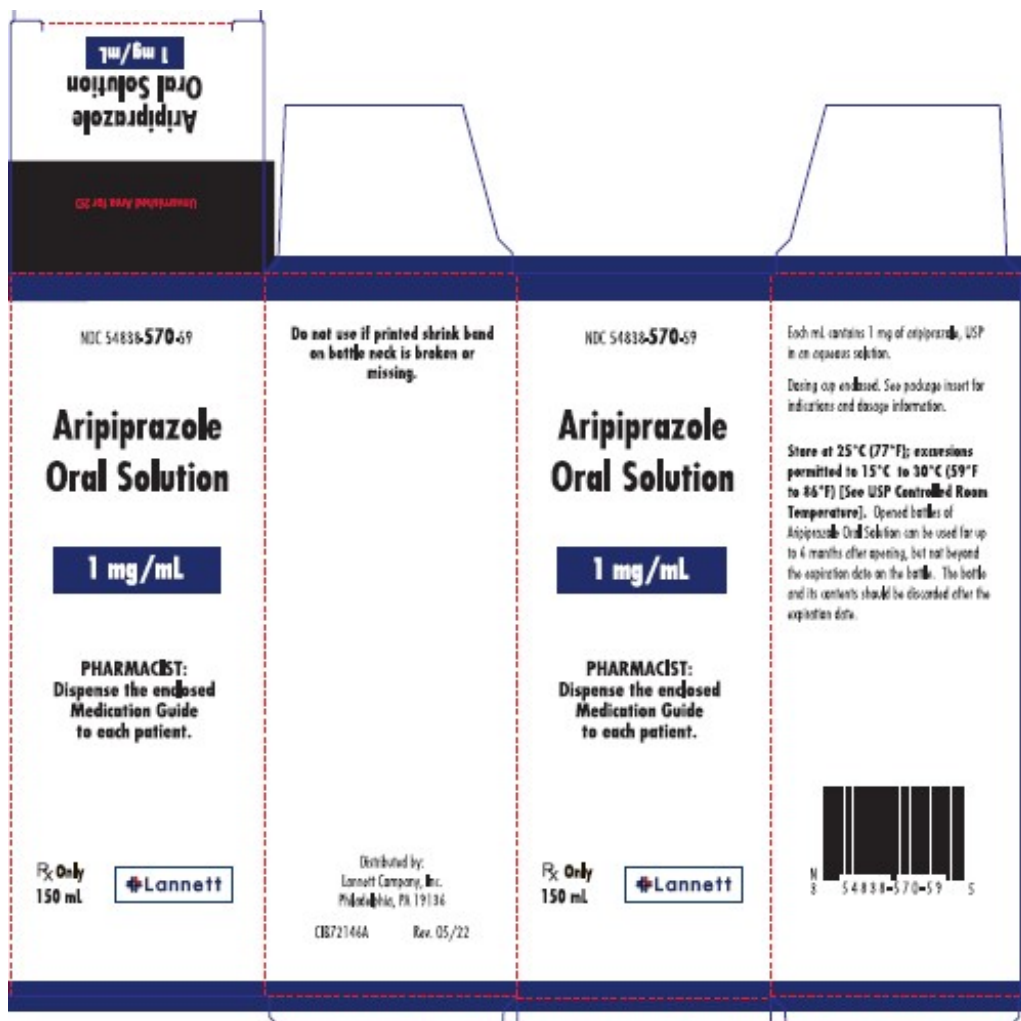 Aripiprazole
Oral Solution
1 mg/mL
Unvarnished Area for 2D
NDC 54838-570-59
Aripiprazole
Oral Solution
1 mg/mL
PHARMACIST:
Dispense the enclosed
Medication Guide
to each patient.
Rx Only
150 mL
Lannett
Do not use if printed shrink band
on bottle neck is broken or
missing.
Distributed by:
Lannett Company, Inc.
Philadelphia, PA 19136
CIB72146A Rev. 05/22
NDC 54838-570-59
Aripiprazole
Oral Solution
1 mg/mL
PHARMACIST:
Dispense the enclosed
Medication Guide
to each patient.
Rx Only
150 mL
Lannett
Each mL contains 1 mg of aripiprazole, USP
in an aqueous solution.
Dosing cup enclosed. See package insert for
indications and dosage information.
Store at 25°C (77°F); excursions
permitted to 15°C to 30°C (59°F
to 86°F) [See USP Controlled Room
Temperature]. Opened bottles of
Aripiprazole Oral Solution can be used for up
to 6 months after opening, but not beyond
the expiration date on the bottle. The bottle
and its contents should be discarded after the
expiration date.
N
8 54838-570-59 5